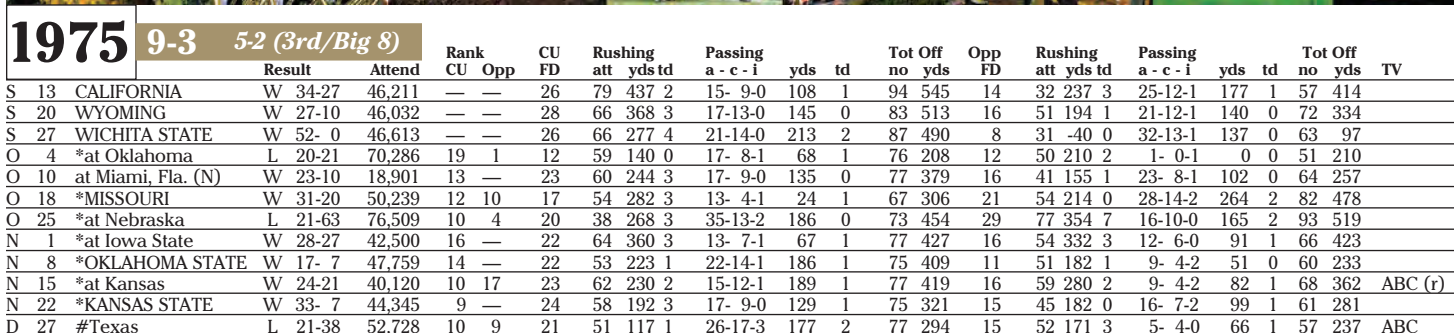 1975 9-3 5-2 (3rd/Big 8)
Rank CU Rushing Passing Tot Off Opp Rushing Passing Tot Off
Result Attend CU Opp FD att yds td a - c - i yds td no yds FD att yds td a - c - i yds td no yds TV
S 13 CALIFORNIA W 34-27 46,211 — — 26 79 437 2 15- 9-0 108 1 94 545 14 32 237 3 25-12-1 177 1 57 414
S 20 WYOMING W 27-10 46,032 — — 28 66 368 3 17-13-0 145 0 83 513 16 51 194 1 21-12-1 140 0 72 334
S 27 WICHITA STATE W 52- 0 46,613 — — 26 66 277 4 21-14-0 213 2 87 490 8 31 -40 0 32-13-1 137 0 63 97
O 4 *at Oklahoma L 20-21 70,286 19 1 12 59 140 0 17- 8-1 68 1 76 208 12 50 210 2 1- 0-1 0 0 51 210
O 10 at Miami, Fla. (N) W 23-10 18,901 13 — 23 60 244 3 17- 9-0 135 0 77 379 16 41 155 1 23- 8-1 102 0 64 257
O 18 *MISSOURI W 31-20 50,239 12 10 17 54 282 3 13- 4-1 24 1 67 306 21 54 214 0 28-14-2 264 2 82 478
O 25 *at Nebraska L 21-63 76,509 10 4 20 38 268 3 35-13-2 186 0 73 454 29 77 354 7 16-10-0 165 2 93 519
N 1 *at Iowa State W 28-27 42,500 16 — 22 64 360 3 13- 7-1 67 1 77 427 16 54 332 3 12- 6-0 91 1 66 423
N 8 *OKLAHOMA STATE W 17- 7 47,759 14 — 22 53 223 1 22-14-1 186 1 75 409 11 51 182 1 9- 4-2 51 0 60 233
N 15 *at Kansas W 24-21 40,120 10 17 23 62 230 2 15-12-1 189 1 77 419 16 59 280 2 9- 4-2 82 1 68 362 ABC (r)
N 22 *KANSAS STATE W 33- 7 44,345 9 — 24 58 192 3 17- 9-0 129 1 75 321 15 45 182 0 16- 7-2 99 1 61 281
D 27 #Texas L 21-38 52,728 10 9 21 51 117 1 26-17-3 177 2 77 294 15 52 171 3 5- 4-0 66 1 57 237 ABC